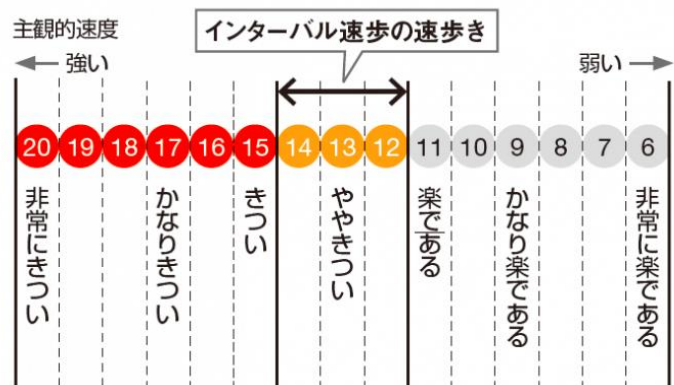 主観的速度
インターバル速歩の速歩き
← 強い
弱い →
20 19 18 17 16 15 14 13 12 11 10 9 8 7 6
非常にきつい
かなりきつい
きつい
ややきつい
楽である
かなり楽である
非常に楽である